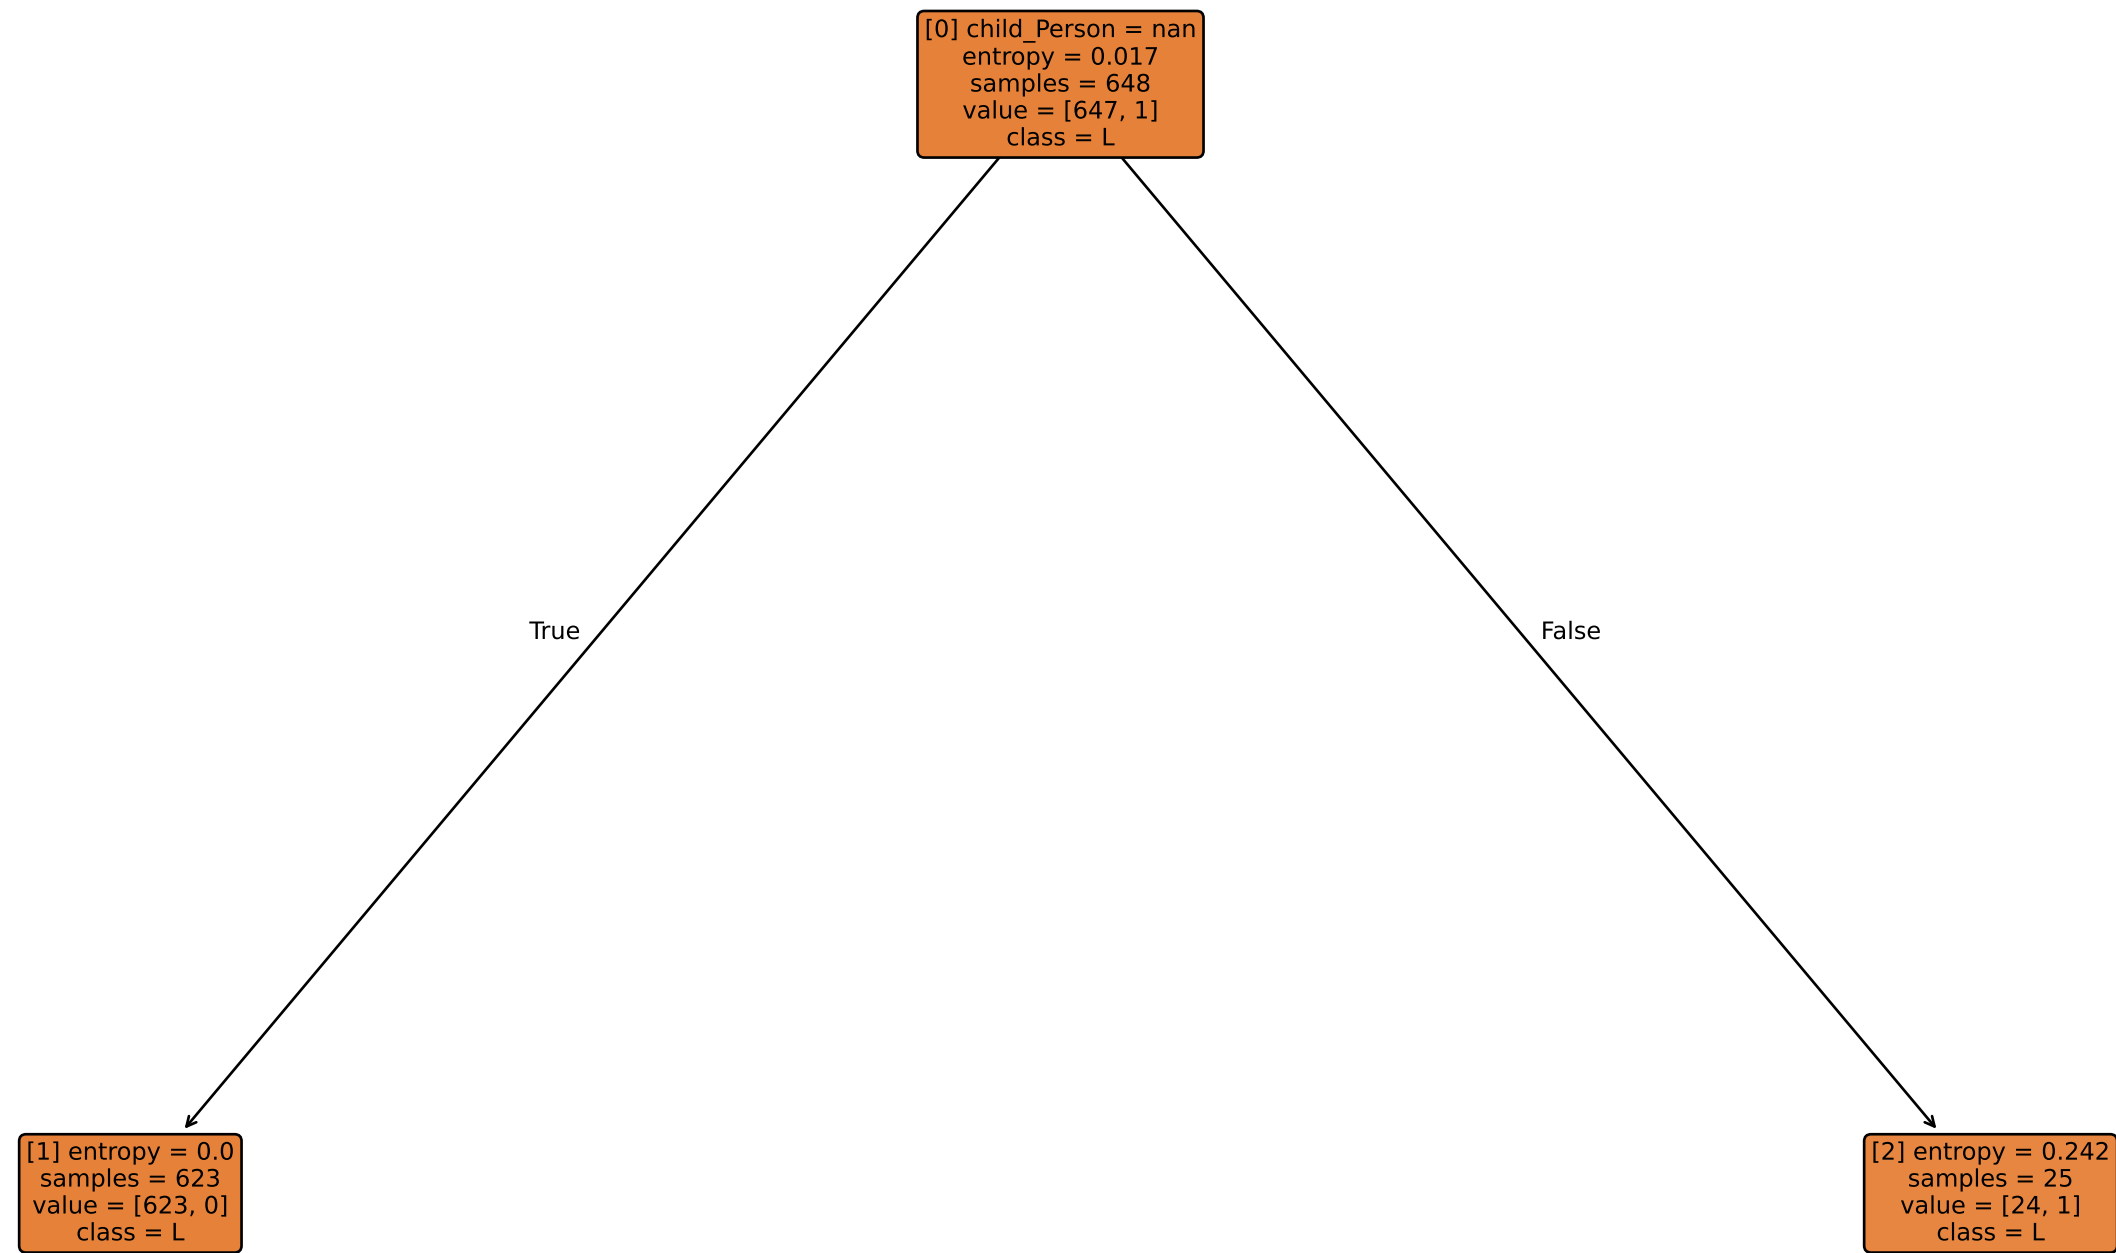 [0] child_Person = nan
entropy = 0.017
samples = 648
value = [647, 1]
class = L
True
False
[1] entropy = 0.0
samples = 623
value = [623, 0]
class = L
[2] entropy = 0.242
samples = 25
value = [24, 1]
class = L